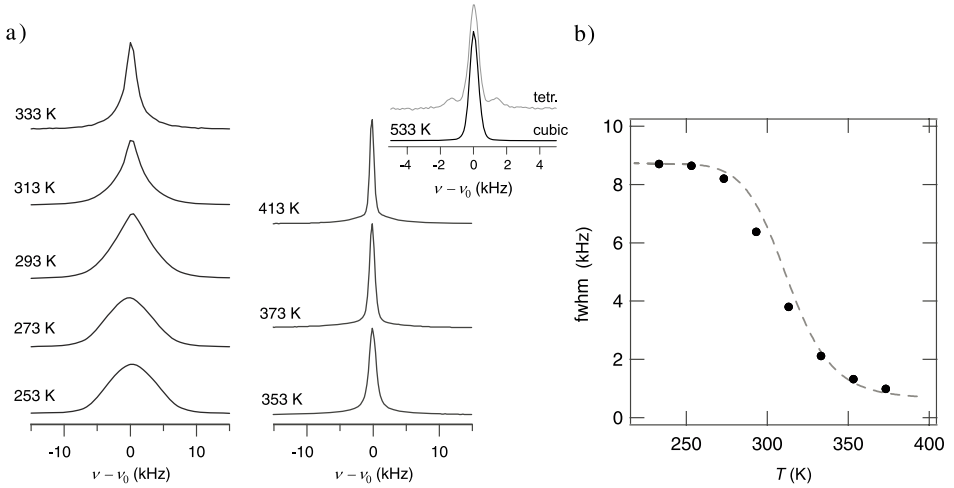 a)
333 K
313 K
293 K
273 K
253 K
-10 0 10
ν – ν0 (kHz)
413 K
373 K
353 K
-10 0 10
ν – ν0 (kHz)
tetr.
533 K
cubic
-4 -2 0 2 4
ν – ν0 (kHz)
b)
10
8
6
4
2
0
fwhm (kHz)
250 300 350 400
T (K)